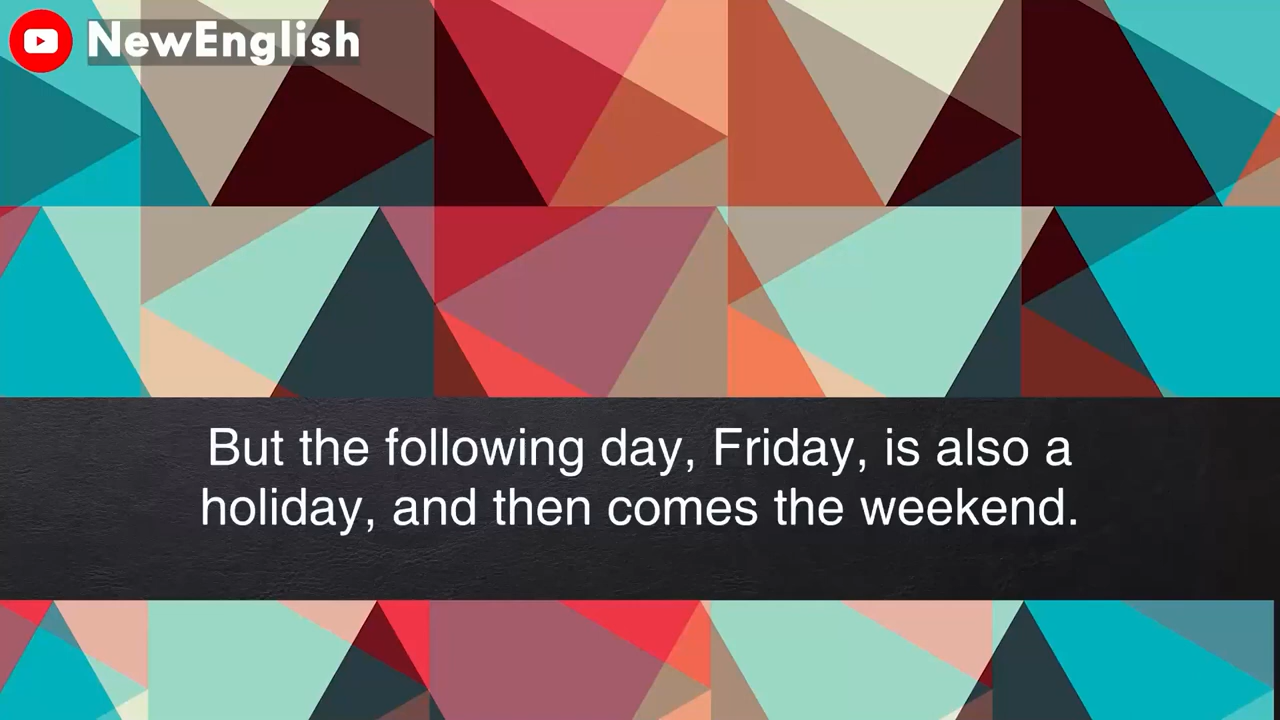 NewEnglish
But the following day, Friday, is also a
holiday, and then comes the weekend.